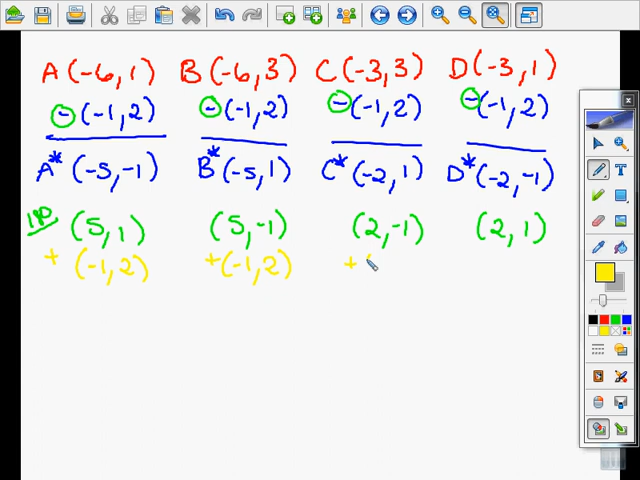 A (-6, 1) B (-6, 3) C (-3, 3) D (-3, 1)
- (-1, 2) - (-1, 2) - (-1, 2) - (-1, 2)
A* (-5, -1) B* (-5, 1) C* (-2, 1) D* (-2, -1)
180 (5, 1) (5, -1) (2, -1) (2, 1)
+ (-1, 2) + (-1, 2) +